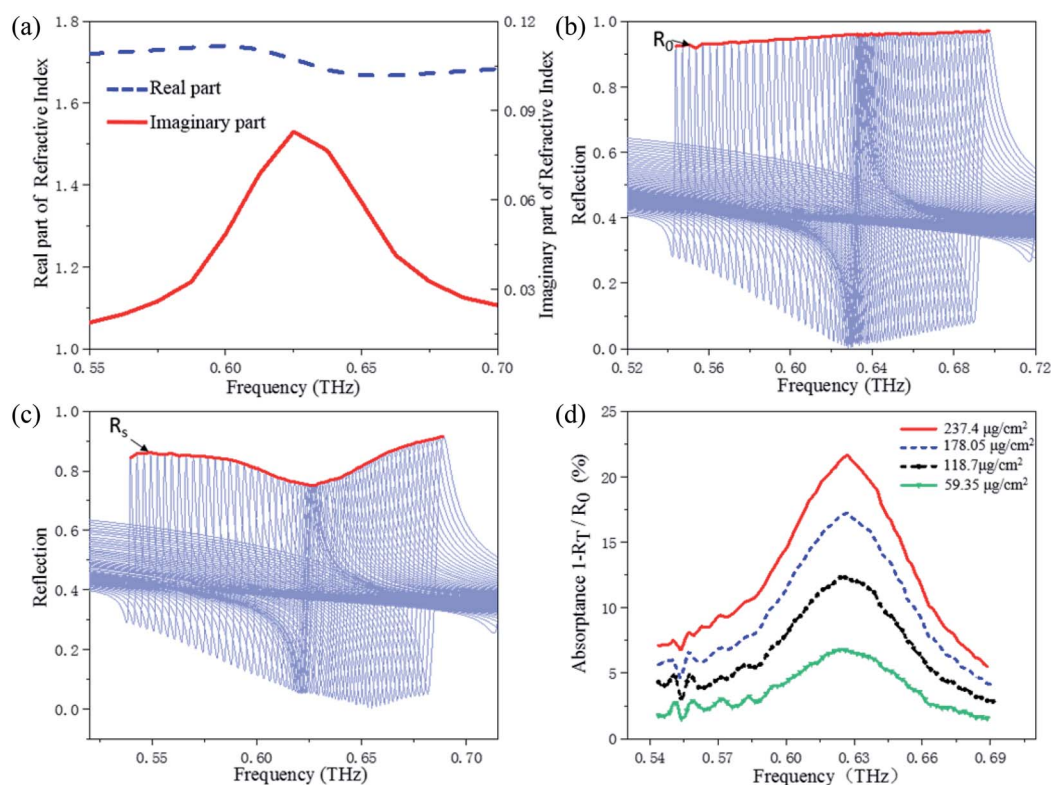 (a)
1.8
1.6
1.4
1.2
1.0
0.12
0.09
0.06
0.03
0.00
0.55
0.60
0.65
0.70
Real part of Refractive Index
Imaginary part of Refractive Index
Real part
Imaginary part
Frequency (THz)
(b)
R0
1.0
0.8
0.6
0.4
0.2
0.0
0.52
0.56
0.60
0.64
0.68
0.72
Reflection
Frequency (THz)
(c)
Rs
1.0
0.8
0.6
0.4
0.2
0.0
0.55
0.60
0.65
0.70
Reflection
Frequency (THz)
(d)
25
20
15
10
5
0
0.54
0.57
0.60
0.63
0.66
0.69
Absorptance 1-RT / R0 (%)
237.4 μg/cm²
178.05 μg/cm²
118.7μg/cm²
59.35 μg/cm²
Frequency（THz）